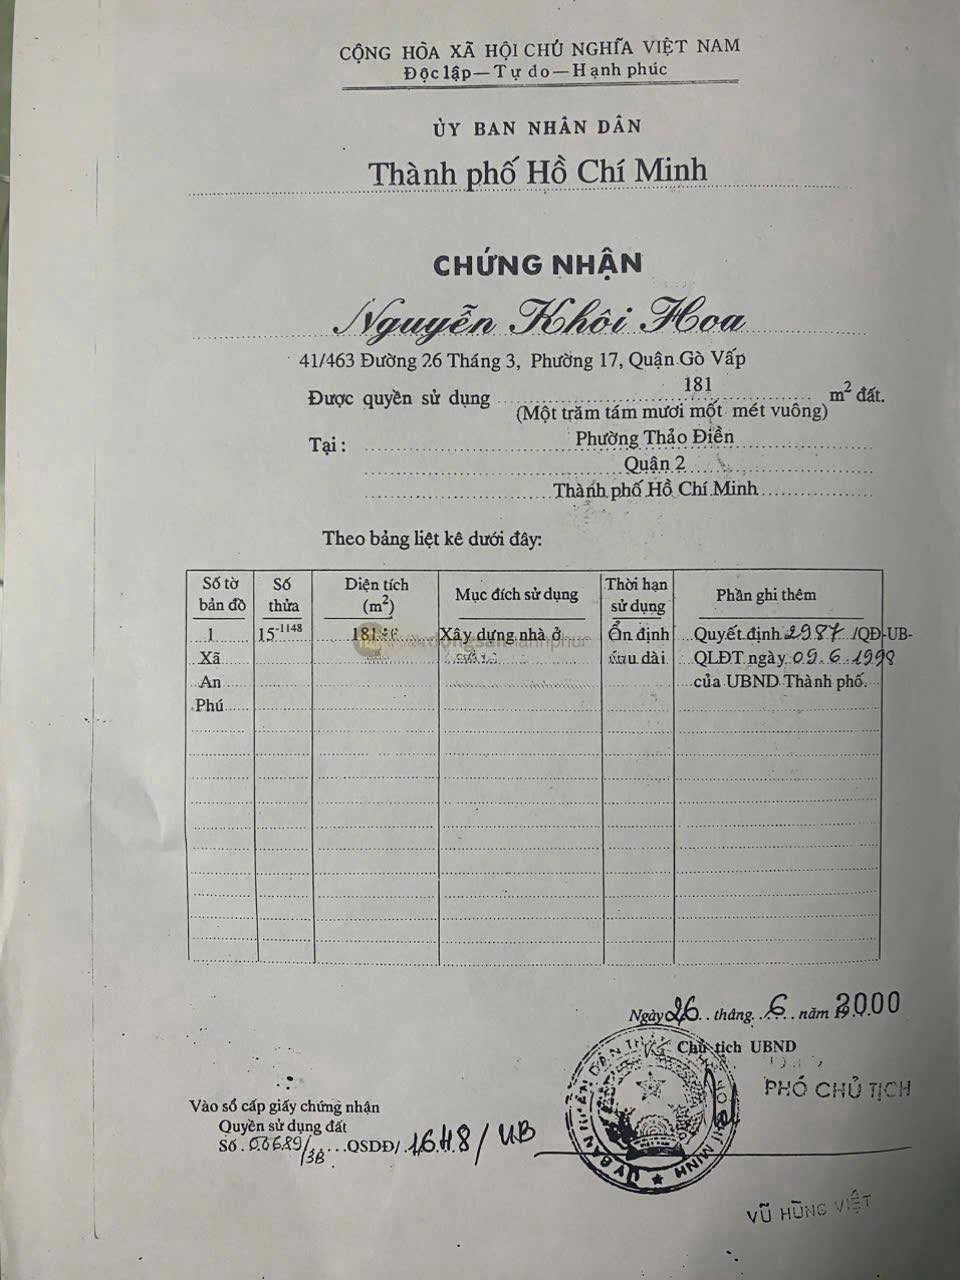 CỘNG HÒA XÃ HỘI CHỦ NGHĨA VIỆT NAM
Độc lập — Tự do — Hạnh phúc
ỦY BAN NHÂN DÂN
Thành phố Hồ Chí Minh
CHỨNG NHẬN
Nguyễn Khôi Hoa
41/463 Đường 26 Tháng 3, Phường 17, Quận Gò Vấp
Được quyền sử dụng 181 m2 đất.
(Một trăm tám mươi một mét vuông)
Tại : Phường Thảo Điền
Quận 2
Thành phố Hồ Chí Minh
Theo bảng liệt kê dưới đây:
Số tờ bản đồ Số thửa Diện tích (m2) Mục đích sử dụng Thời hạn sử dụng Phần ghi thêm
1 15-1148 181 Xây dựng nhà ở Ổn định Quyết định 2987 /QĐ-UB-
Xã lâu dài QLĐT ngày 09.6.1998
An của UBND Thành phố.
Phú
Ngày 26 tháng 6 năm 2000
Chủ tịch UBND
PHÓ CHỦ TỊCH
Vào sổ cấp giấy chứng nhận
Quyền sử dụng đất
Số QSDĐ/ / UB
VŨ HÙNG VIỆT